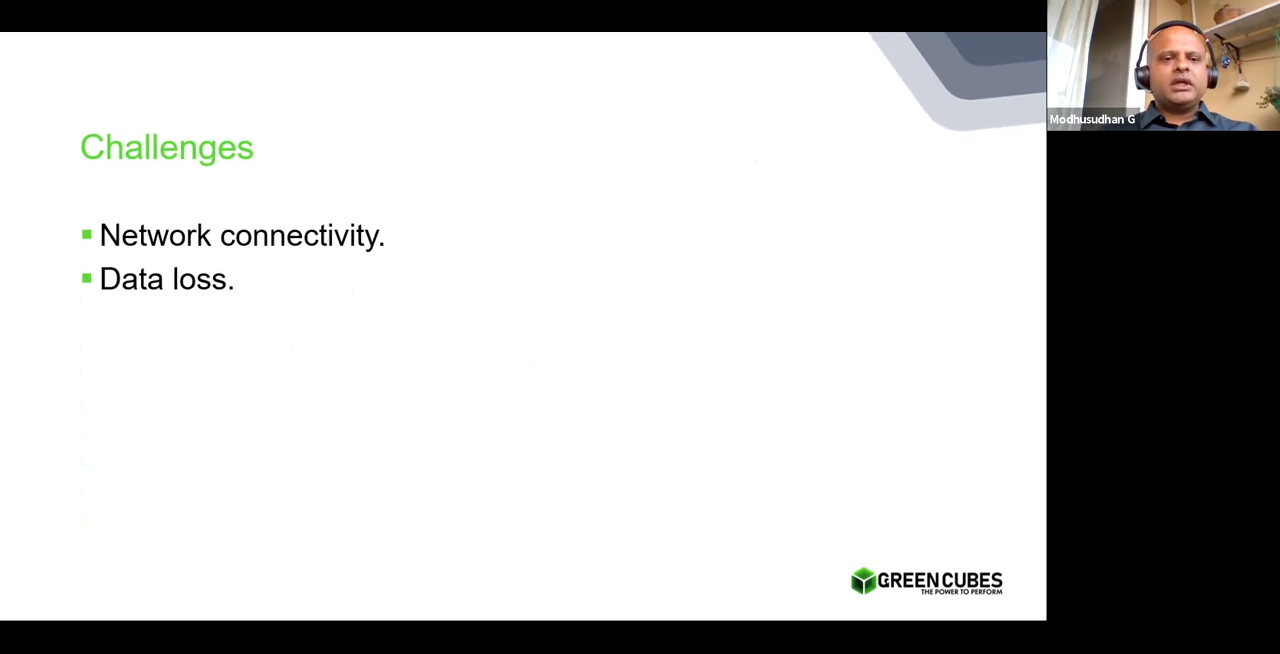 Challenges
Network connectivity.
Data loss.
GREEN CUBES
THE POWER TO PERFORM
Modhusudhan G